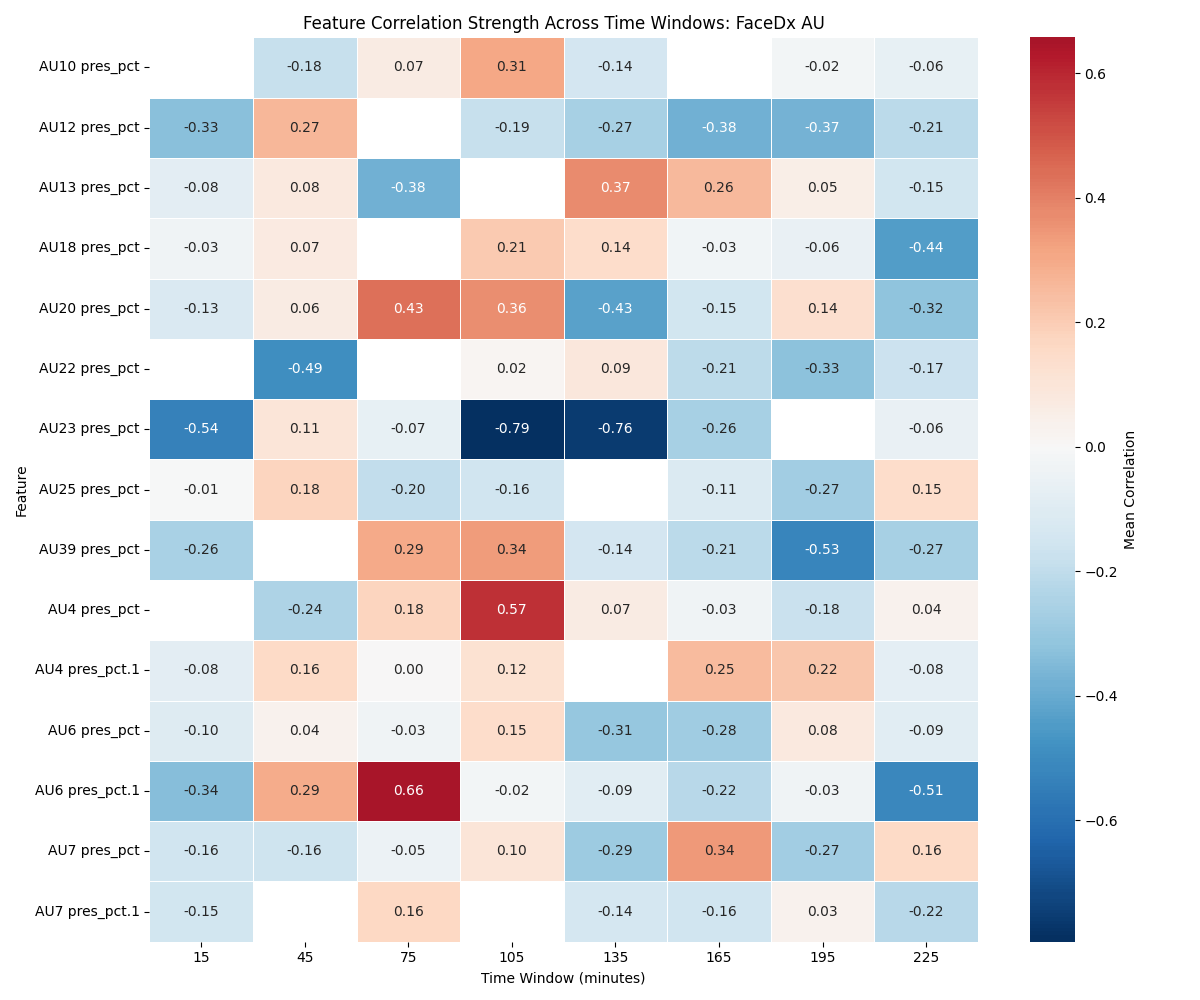 Feature Correlation Strength Across Time Windows: FaceDx AU
Feature
AU10 pres_pct -0.18 0.07 0.31 -0.14 -0.02 -0.06
AU12 pres_pct -0.33 0.27 -0.19 -0.27 -0.38 -0.37 -0.21
AU13 pres_pct -0.08 0.08 -0.38 0.37 0.26 0.05 -0.15
AU18 pres_pct -0.03 0.07 0.21 0.14 -0.03 -0.06 -0.44
AU20 pres_pct -0.13 0.06 0.43 0.36 -0.43 -0.15 0.14 -0.32
AU22 pres_pct -0.49 0.02 0.09 -0.21 -0.33 -0.17
AU23 pres_pct -0.54 0.11 -0.07 -0.79 -0.76 -0.26 -0.06
AU25 pres_pct -0.01 0.18 -0.20 -0.16 -0.11 -0.27 0.15
AU39 pres_pct -0.26 0.29 0.34 -0.14 -0.21 -0.53 -0.27
AU4 pres_pct -0.24 0.18 0.57 0.07 -0.03 -0.18 0.04
AU4 pres_pct.1 -0.08 0.16 0.00 0.12 0.25 0.22 -0.08
AU6 pres_pct -0.10 0.04 -0.03 0.15 -0.31 -0.28 0.08 -0.09
AU6 pres_pct.1 -0.34 0.29 0.66 -0.02 -0.09 -0.22 -0.03 -0.51
AU7 pres_pct -0.16 -0.16 -0.05 0.10 -0.29 0.34 -0.27 0.16
AU7 pres_pct.1 -0.15 0.16 -0.14 -0.16 0.03 -0.22
15 45 75 105 135 165 195 225
Time Window (minutes)
0.6
0.4
0.2
0.0
−0.2
−0.4
−0.6
Mean Correlation